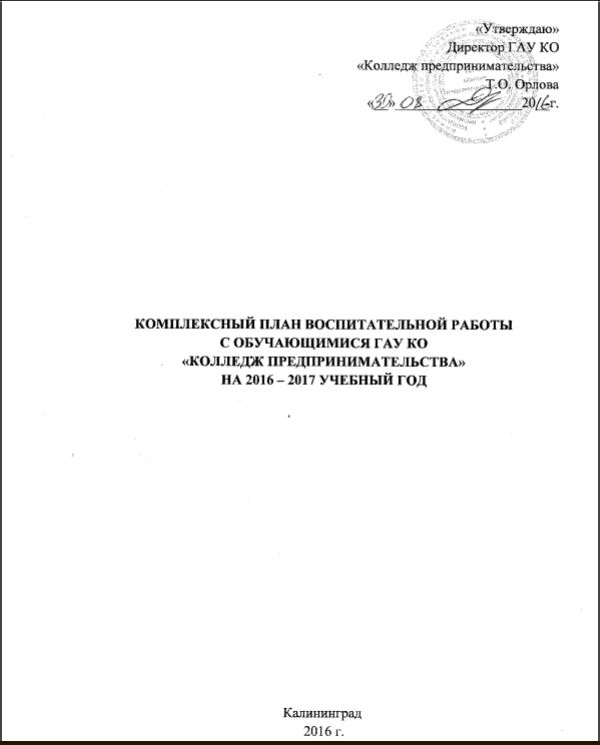 «Утверждаю»
Директор ГАУ КО
«Колледж предпринимательства»
Т.О. Орлова
«30» 08 2016 г.
КОМПЛЕКСНЫЙ ПЛАН ВОСПИТАТЕЛЬНОЙ РАБОТЫ
С ОБУЧАЮЩИМИСЯ ГАУ КО
«КОЛЛЕДЖ ПРЕДПРИНИМАТЕЛЬСТВА»
НА 2016 – 2017 УЧЕБНЫЙ ГОД
Калининград
2016 г.